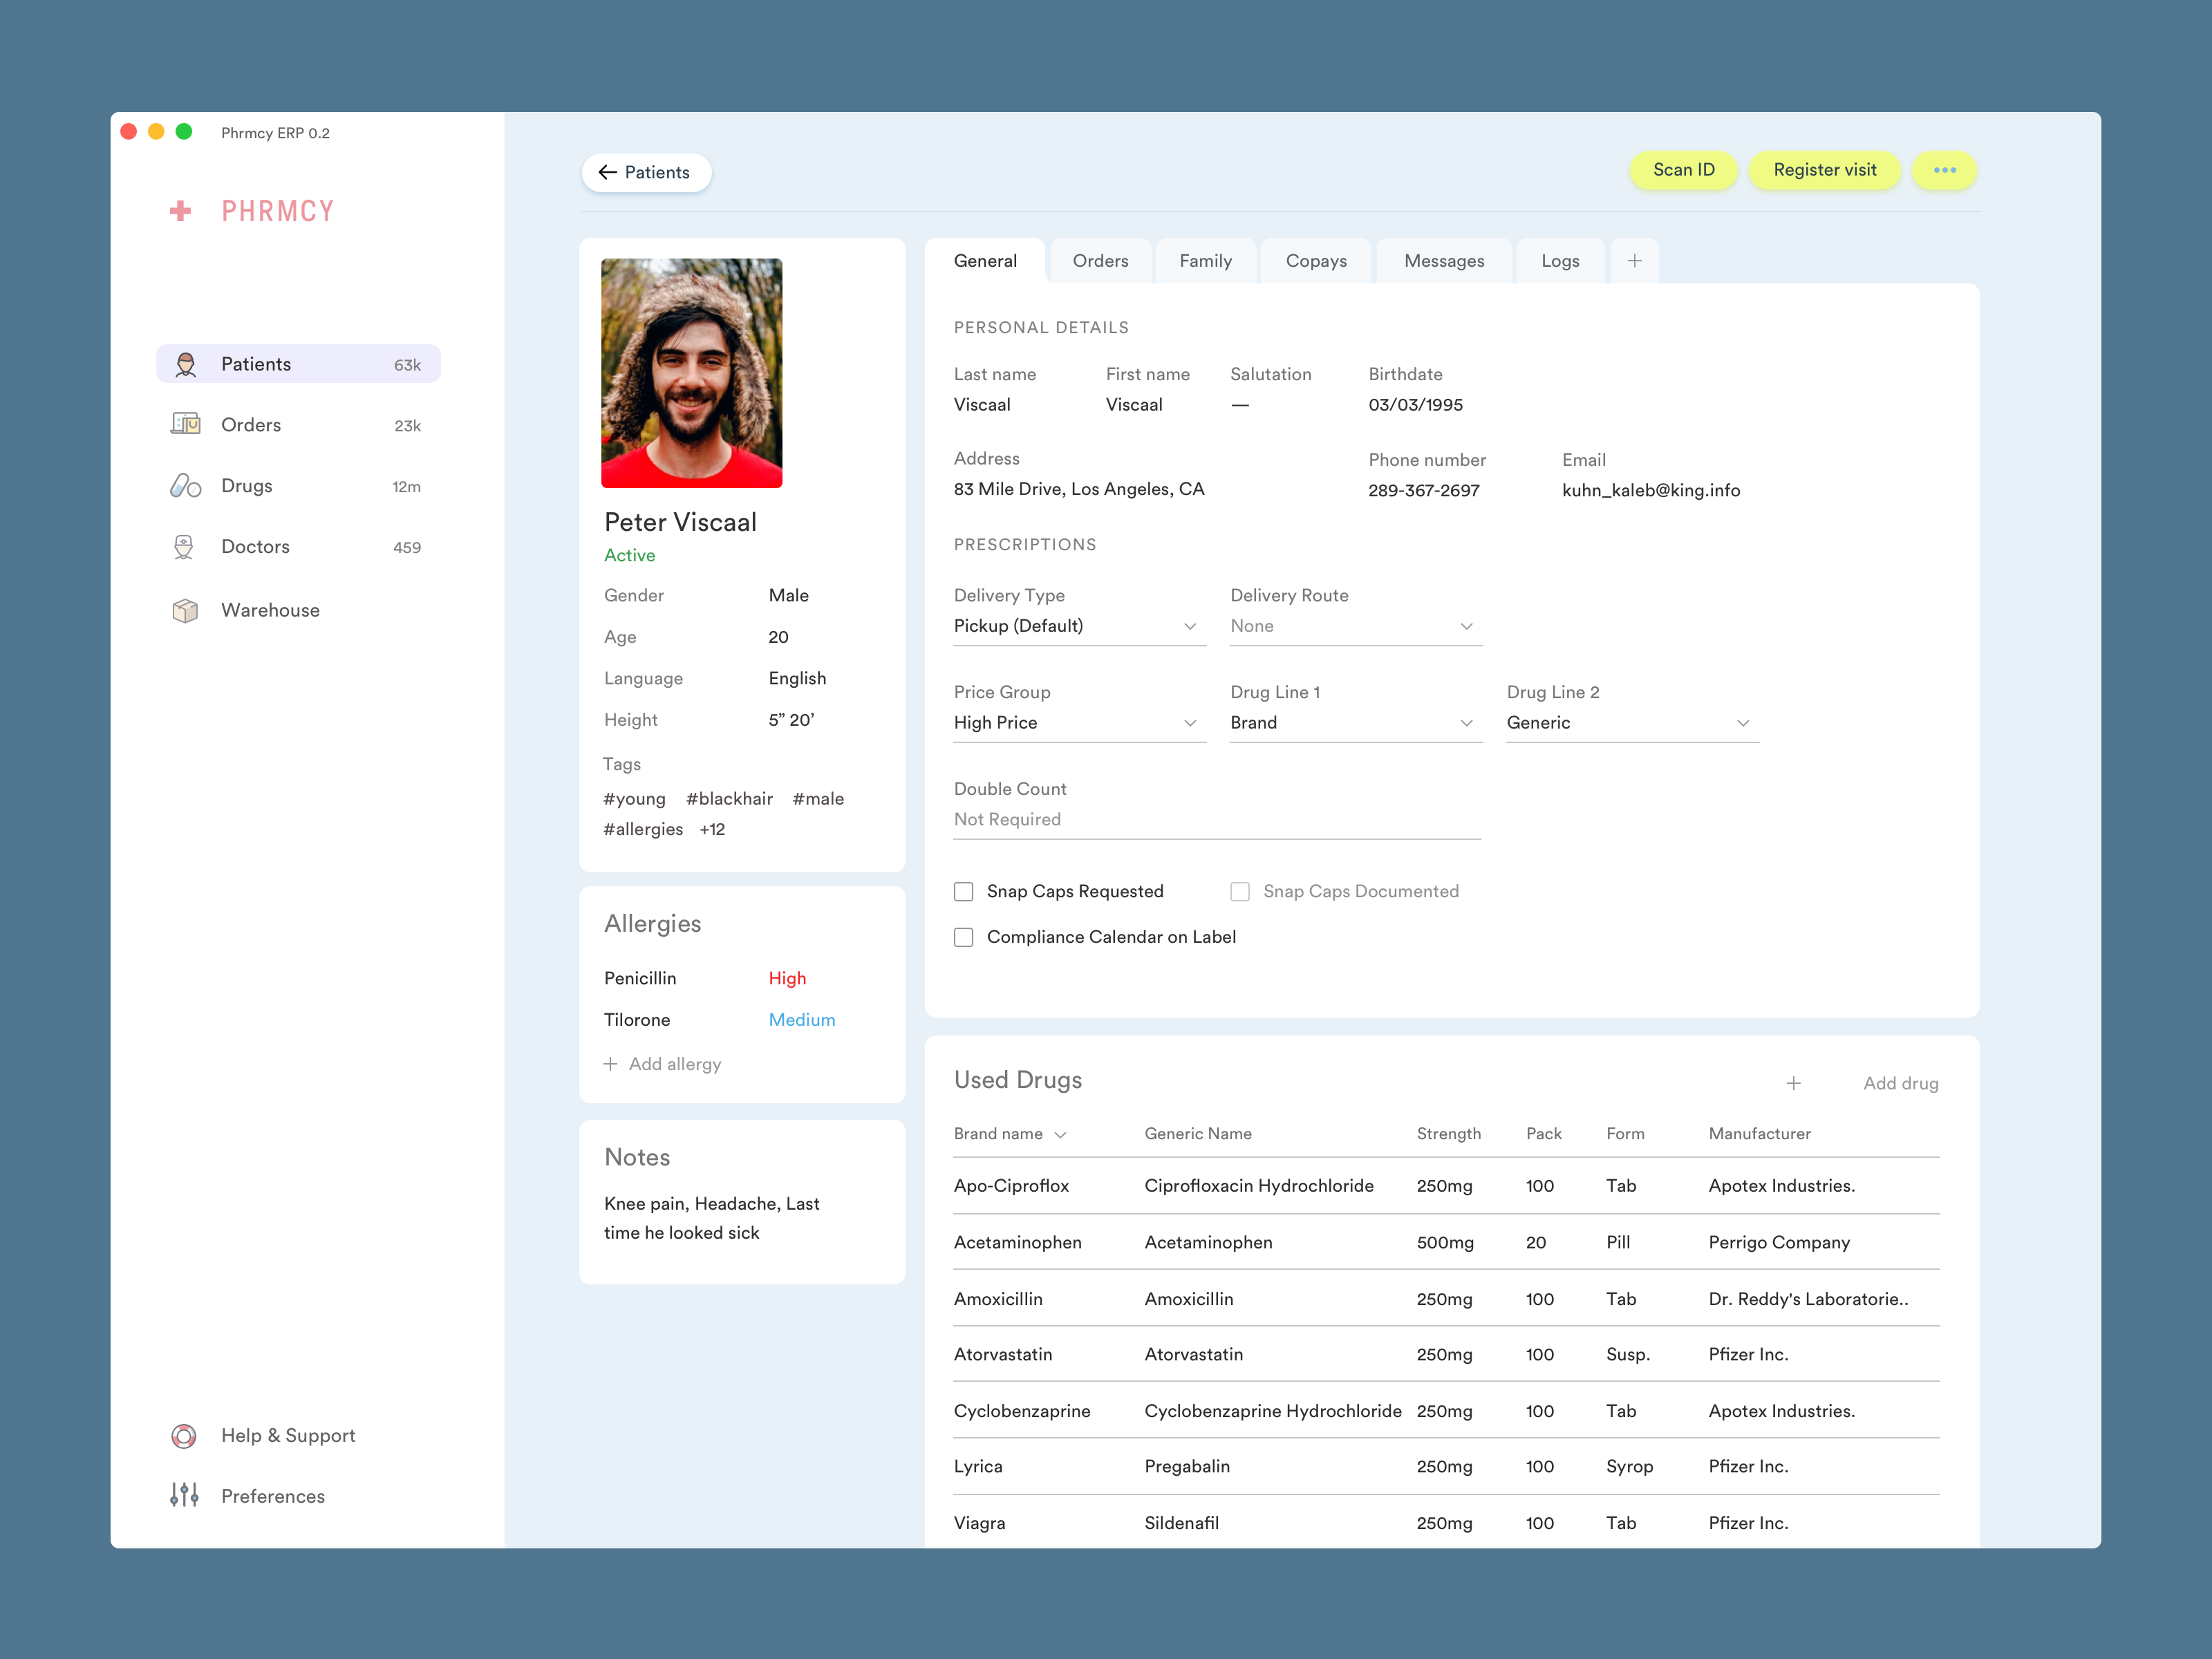 Phrmcy ERP 0.2
PHRMCY
Patients 63k
Orders 23k
Drugs 12m
Doctors 459
Warehouse
Help & Support
Preferences
← Patients
Scan ID Register visit •••
Peter Viscaal
Active
Gender Male
Age 20
Language English
Height 5” 20’
Tags
#young #blackhair #male
#allergies +12
Allergies
Penicillin High
Tilorone Medium
+ Add allergy
Notes
Knee pain, Headache, Last
time he looked sick
General Orders Family Copays Messages Logs +
PERSONAL DETAILS
Last name First name Salutation Birthdate
Viscaal Viscaal — 03/03/1995
Address Phone number Email
83 Mile Drive, Los Angeles, CA 289-367-2697 kuhn_kaleb@king.info
PRESCRIPTIONS
Delivery Type Delivery Route
Pickup (Default) None
Price Group Drug Line 1 Drug Line 2
High Price Brand Generic
Double Count
Not Required
Snap Caps Requested Snap Caps Documented
Compliance Calendar on Label
Used Drugs + Add drug
Brand name Generic Name Strength Pack Form Manufacturer
Apo-Ciproflox Ciprofloxacin Hydrochloride 250mg 100 Tab Apotex Industries.
Acetaminophen Acetaminophen 500mg 20 Pill Perrigo Company
Amoxicillin Amoxicillin 250mg 100 Tab Dr. Reddy's Laboratorie..
Atorvastatin Atorvastatin 250mg 100 Susp. Pfizer Inc.
Cyclobenzaprine Cyclobenzaprine Hydrochloride 250mg 100 Tab Apotex Industries.
Lyrica Pregabalin 250mg 100 Syrop Pfizer Inc.
Viagra Sildenafil 250mg 100 Tab Pfizer Inc.